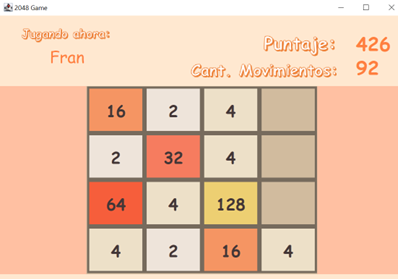 2048 Game
Jugando ahora:
Fran
Puntaje: 426
Cant. Movimientos: 92
16 2 4
2 32 4
64 4 128
4 2 16 4